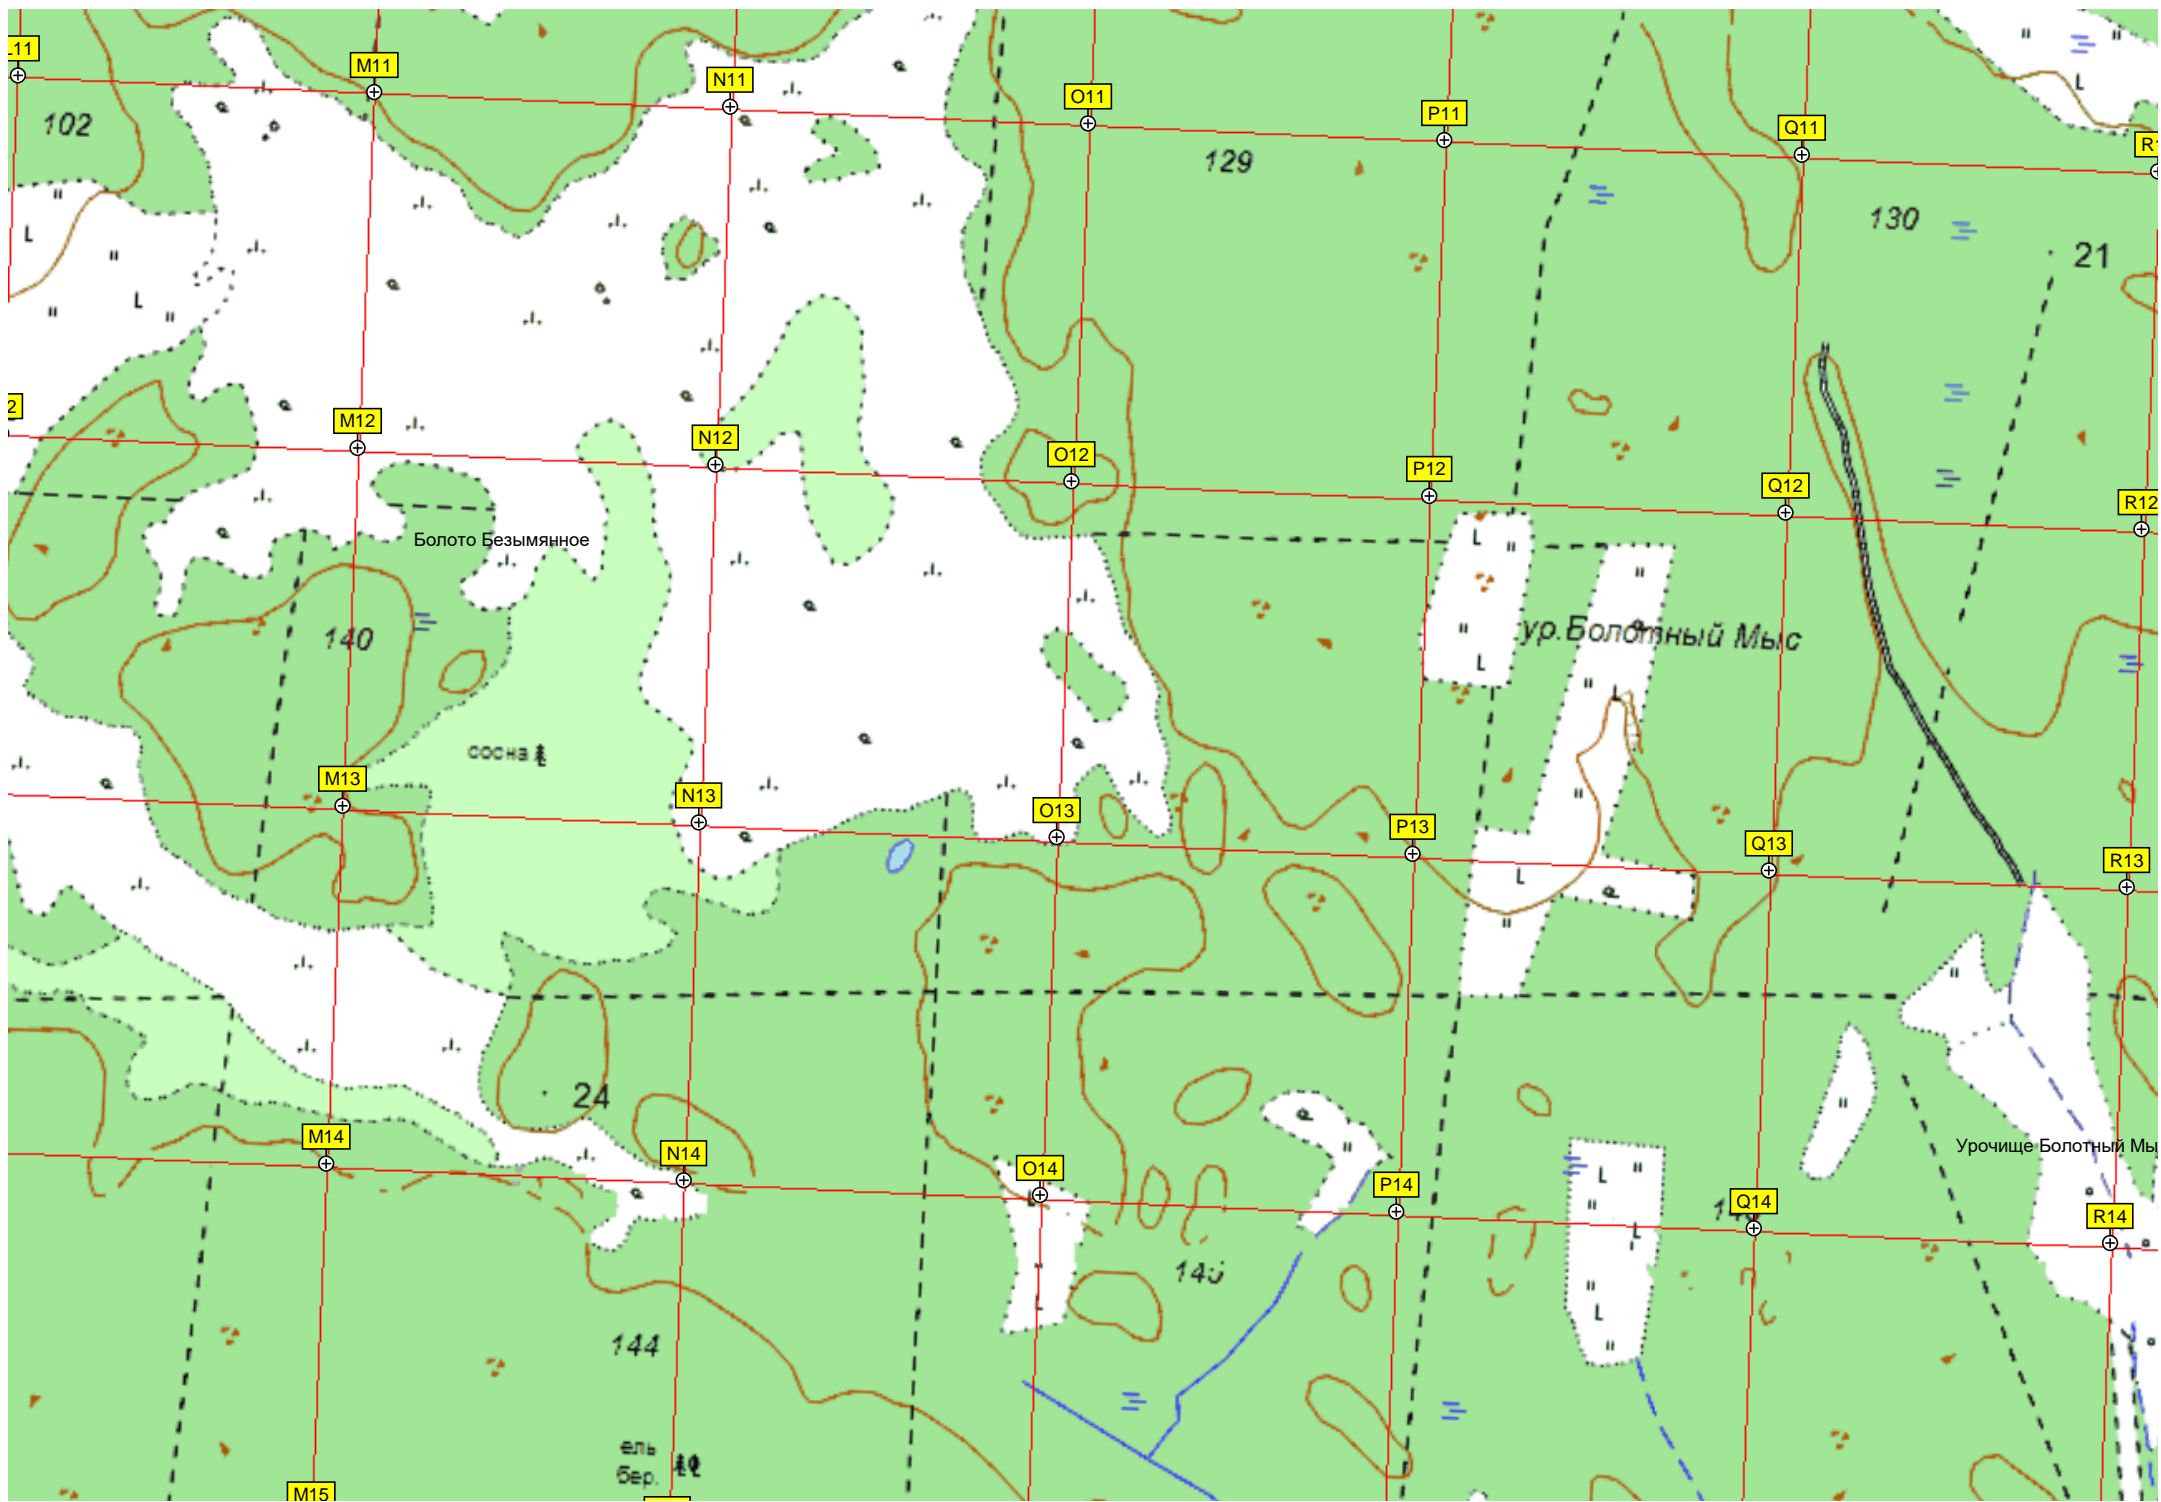 L11
M11
N11
O11
P11
Q11
102
129
130
21
2
M12
N12
O12
P12
Q12
R12
Болото Безымянное
140
ур.Болотный Мыс
сосна
M13
N13
O13
P13
Q13
R13
24
M14
N14
O14
P14
Q14
R14
Урочище Болотный Мы
144
ель
бер.
M15